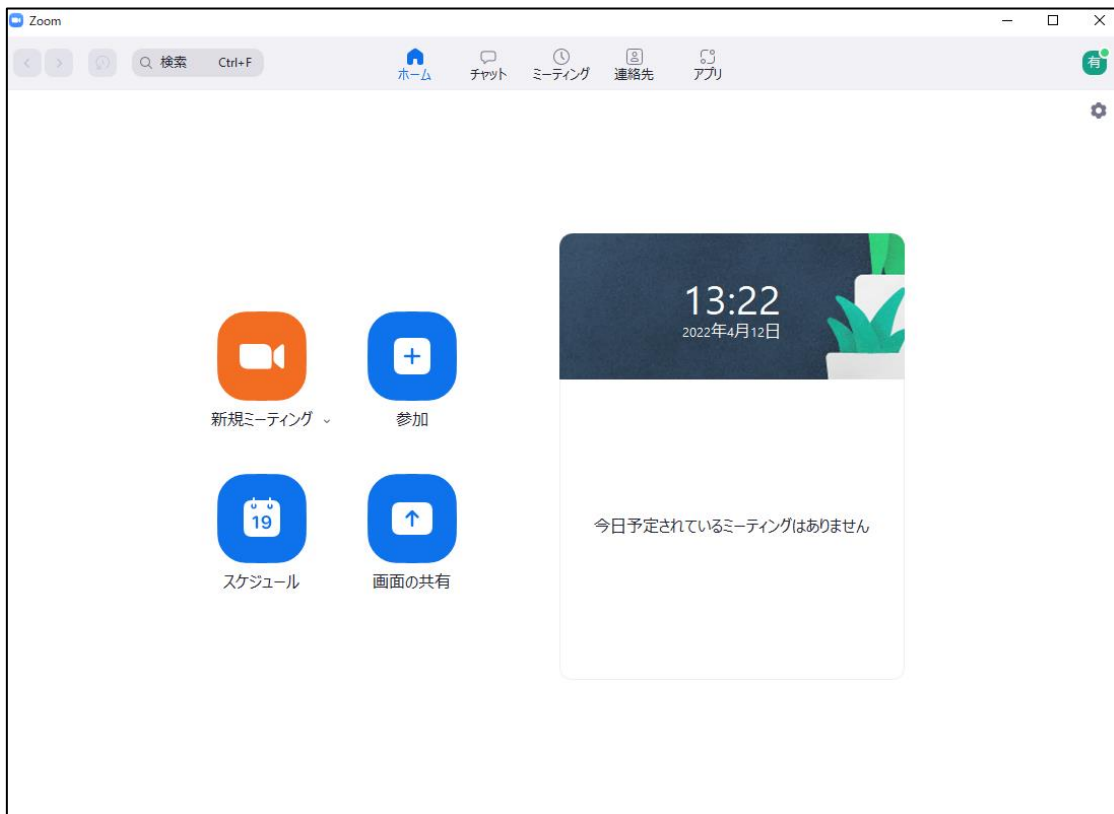 Zoom
検索 Ctrl+F
ホーム
チャット
ミーティング
連絡先
アプリ
有
13:22
2022年4月12日
新規ミーティング
参加
19
スケジュール
画面の共有
今日予定されているミーティングはありません